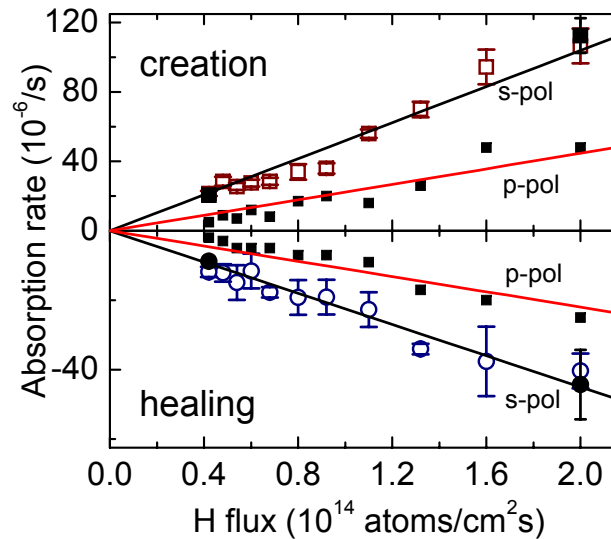 120
creation
80
s-pol
40
p-pol
0
p-pol
-40
s-pol
healing
Absorption rate (10⁻⁶/s)
0.0 0.4 0.8 1.2 1.6 2.0
H flux (10¹⁴ atoms/cm²s)